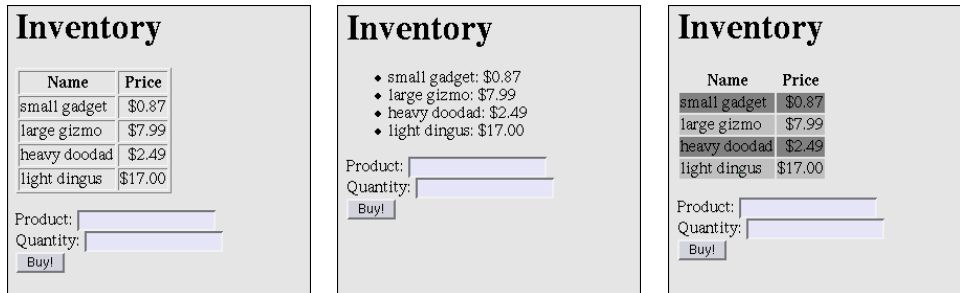 Inventory
Name Price
small gadget $0.87
large gizmo $7.99
heavy doodad $2.49
light dingus $17.00
Product:
Quantity:
Buy!
Inventory
small gadget: $0.87
large gizmo: $7.99
heavy doodad: $2.49
light dingus: $17.00
Product:
Quantity:
Buy!
Inventory
Name Price
small gadget $0.87
large gizmo $7.99
heavy doodad $2.49
light dingus $17.00
Product:
Quantity:
Buy!